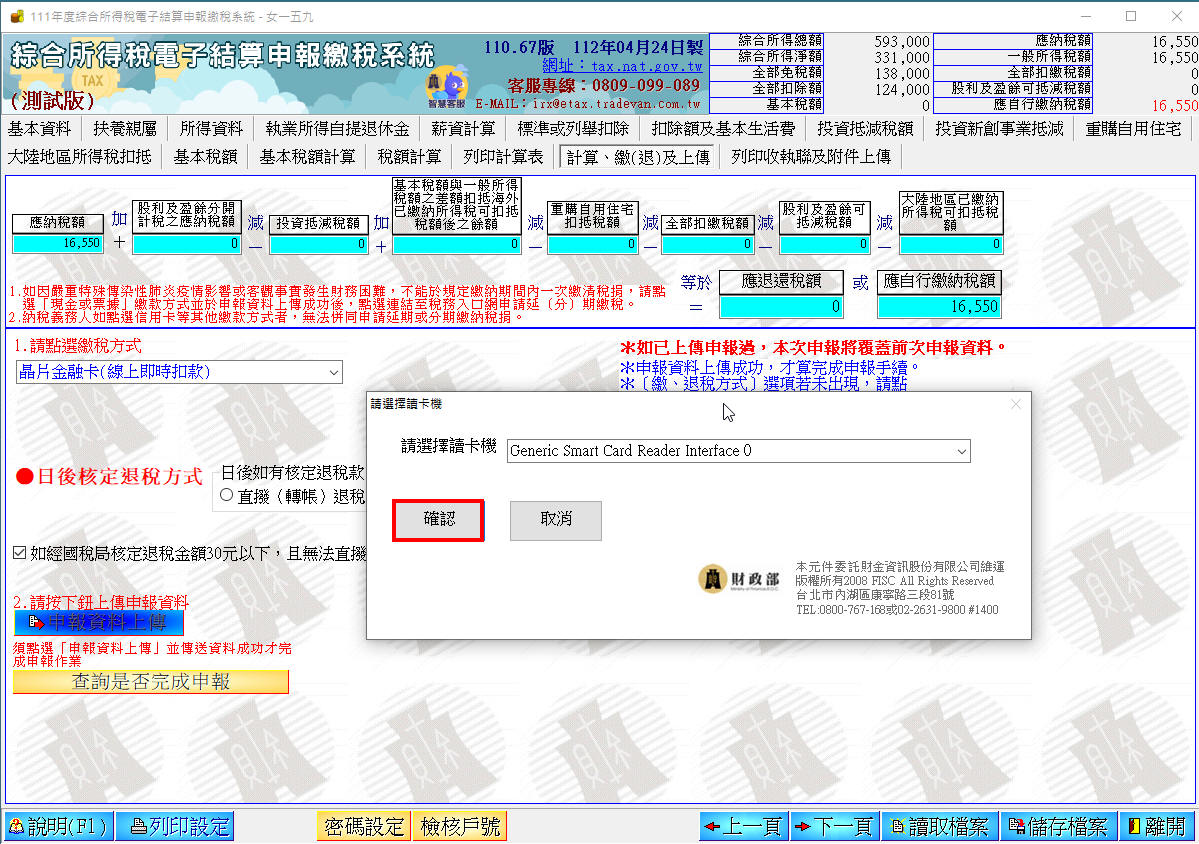 111年度綜合所得稅電子結算申報繳稅系統 - 女一五九
綜合所得稅電子結算申報繳稅系統
TAX
(測試版)
110.67版 112年04月24日製
網址：tax.nat.gov.tw
客服專線：0809-099-089
E-MAIL：irx@etax.tradevan.com.tw
智慧客服
綜合所得總額 593,000 應納稅額 16,550
綜合所得淨額 331,000 一般所得稅額 16,550
全部免稅額 138,000 全部扣繳稅額
全部扣除額 124,000 股利及盈餘可抵減稅額
基本稅額 0 應自行繳納稅額 16,550
基本資料 扶養親屬 所得資料 執業所得自提退休金 薪資計算 標準或列舉扣除 扣除額及基本生活費 投資抵減稅額 投資新創事業抵減 重購自用住宅
大陸地區所得稅扣抵 基本稅額 基本稅額計算 稅額計算 列印計算表 計算、繳(退)及上傳 列印收執聯及附件上傳
應納稅額
16,550
加
＋
股利及盈餘分開
計稅之應納稅額
0
減
－
投資抵減稅額
0
加
＋
基本稅額與一般所得
稅額之差額扣抵海外
已繳納所得稅可扣抵
稅額後之餘額
0
減
－
重購自用住宅
扣抵稅額
0
減
－
全部扣繳稅額
0
減
－
股利及盈餘可
抵減稅額
0
減
－
大陸地區已繳納
所得稅可扣抵稅
額
0
1.如因嚴重特殊傳染性肺炎疫情影響或客觀事實發生財務困難，不能於規定繳納期間內一次繳清稅捐，請點
選「現金或票據」繳款方式並於申報資料上傳成功後，點選連結至稅務入口網申請延（分）期繳稅。
2.納稅義務人如點選信用卡等其他繳款方式者，無法併同申請延期或分期繳納稅捐。
等於
＝
應退還稅額
0
或
應自行繳納稅額
16,550
1.請點選繳稅方式
晶片金融卡(線上即時扣款)
＊如已上傳申報過，本次申報將覆蓋前次申報資料。
＊申報資料上傳成功，才算完成申報手續。
＊〔繳、退稅方式〕選項若未出現，請點
●日後核定退稅方式
日後如有核定退稅款
直撥（轉帳）退稅
如經國稅局核定退稅金額30元以下，且無法直撥
2.請按下鈕上傳申報資料
申報資料上傳
須點選「申報資料上傳」並傳送資料成功才完
成申報作業
查詢是否完成申報
請選擇讀卡機
請選擇讀卡機 Generic Smart Card Reader Interface 0
確認 取消
財政部
本元件委託財金資訊股份有限公司維運
版權所有2008 FISC All Rights Reserved
台北市內湖區康寧路三段81號
TEL:0800-767-168或02-2631-9800 #1400
說明(F1) 列印設定 密碼設定 檢核戶號 上一頁 下一頁 讀取檔案 儲存檔案 離開